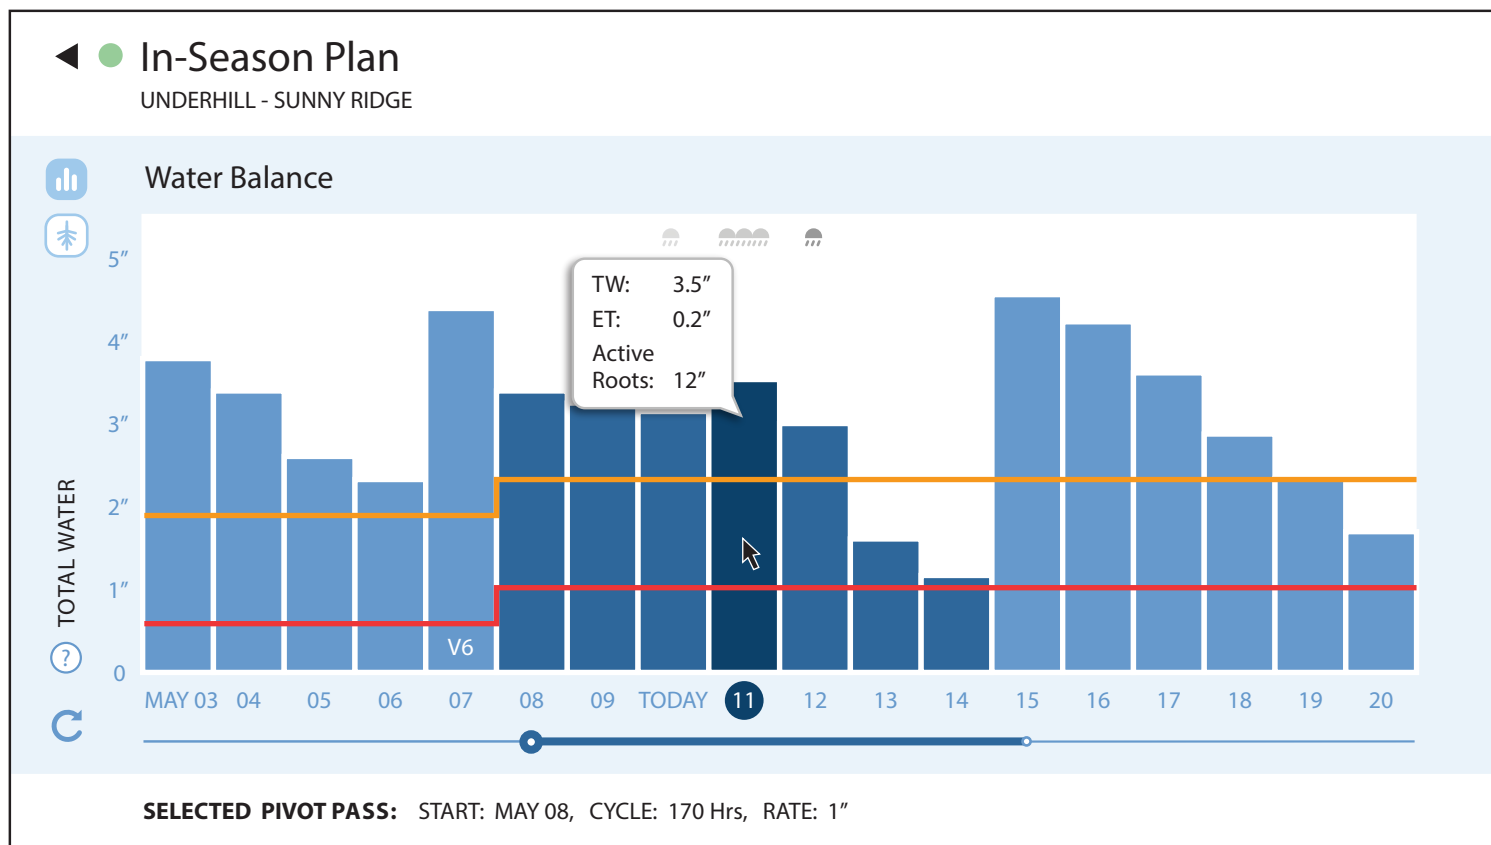 In-Season Plan
UNDERHILL - SUNNY RIDGE
Water Balance
5”
4”
3”
2”
1”
0
TOTAL WATER
?
TW: 3.5”
ET: 0.2”
Active
Roots: 12”
V6
MAY 03 04 05 06 07 08 09 TODAY 11 12 13 14 15 16 17 18 19 20
SELECTED PIVOT PASS: START: MAY 08, CYCLE: 170 Hrs, RATE: 1”